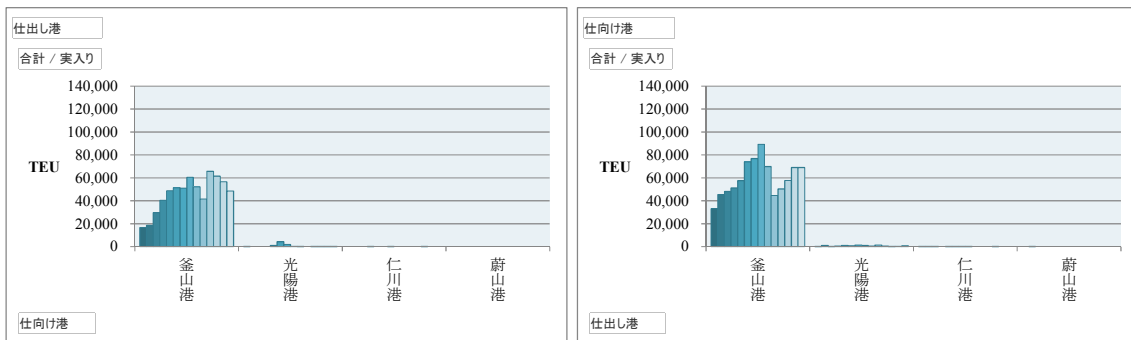 仕出し港
合計 / 実入り
140,000
120,000
100,000
80,000
TEU
60,000
40,000
20,000
0
釜山港
光陽港
仁川港
蔚山港
仕向け港
仕向け港
合計 / 実入り
140,000
120,000
100,000
80,000
TEU
60,000
40,000
20,000
0
釜山港
光陽港
仁川港
蔚山港
仕出し港